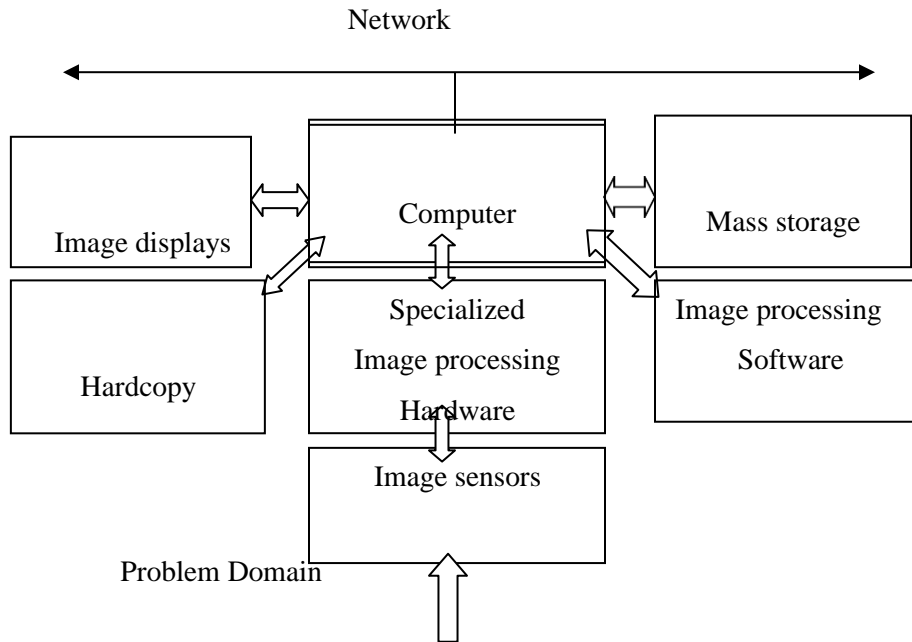 Network
Image displays
Computer
Mass storage
Hardcopy
Specialized
Image processing
Hardware
Image processing
Software
Image sensors
Problem Domain